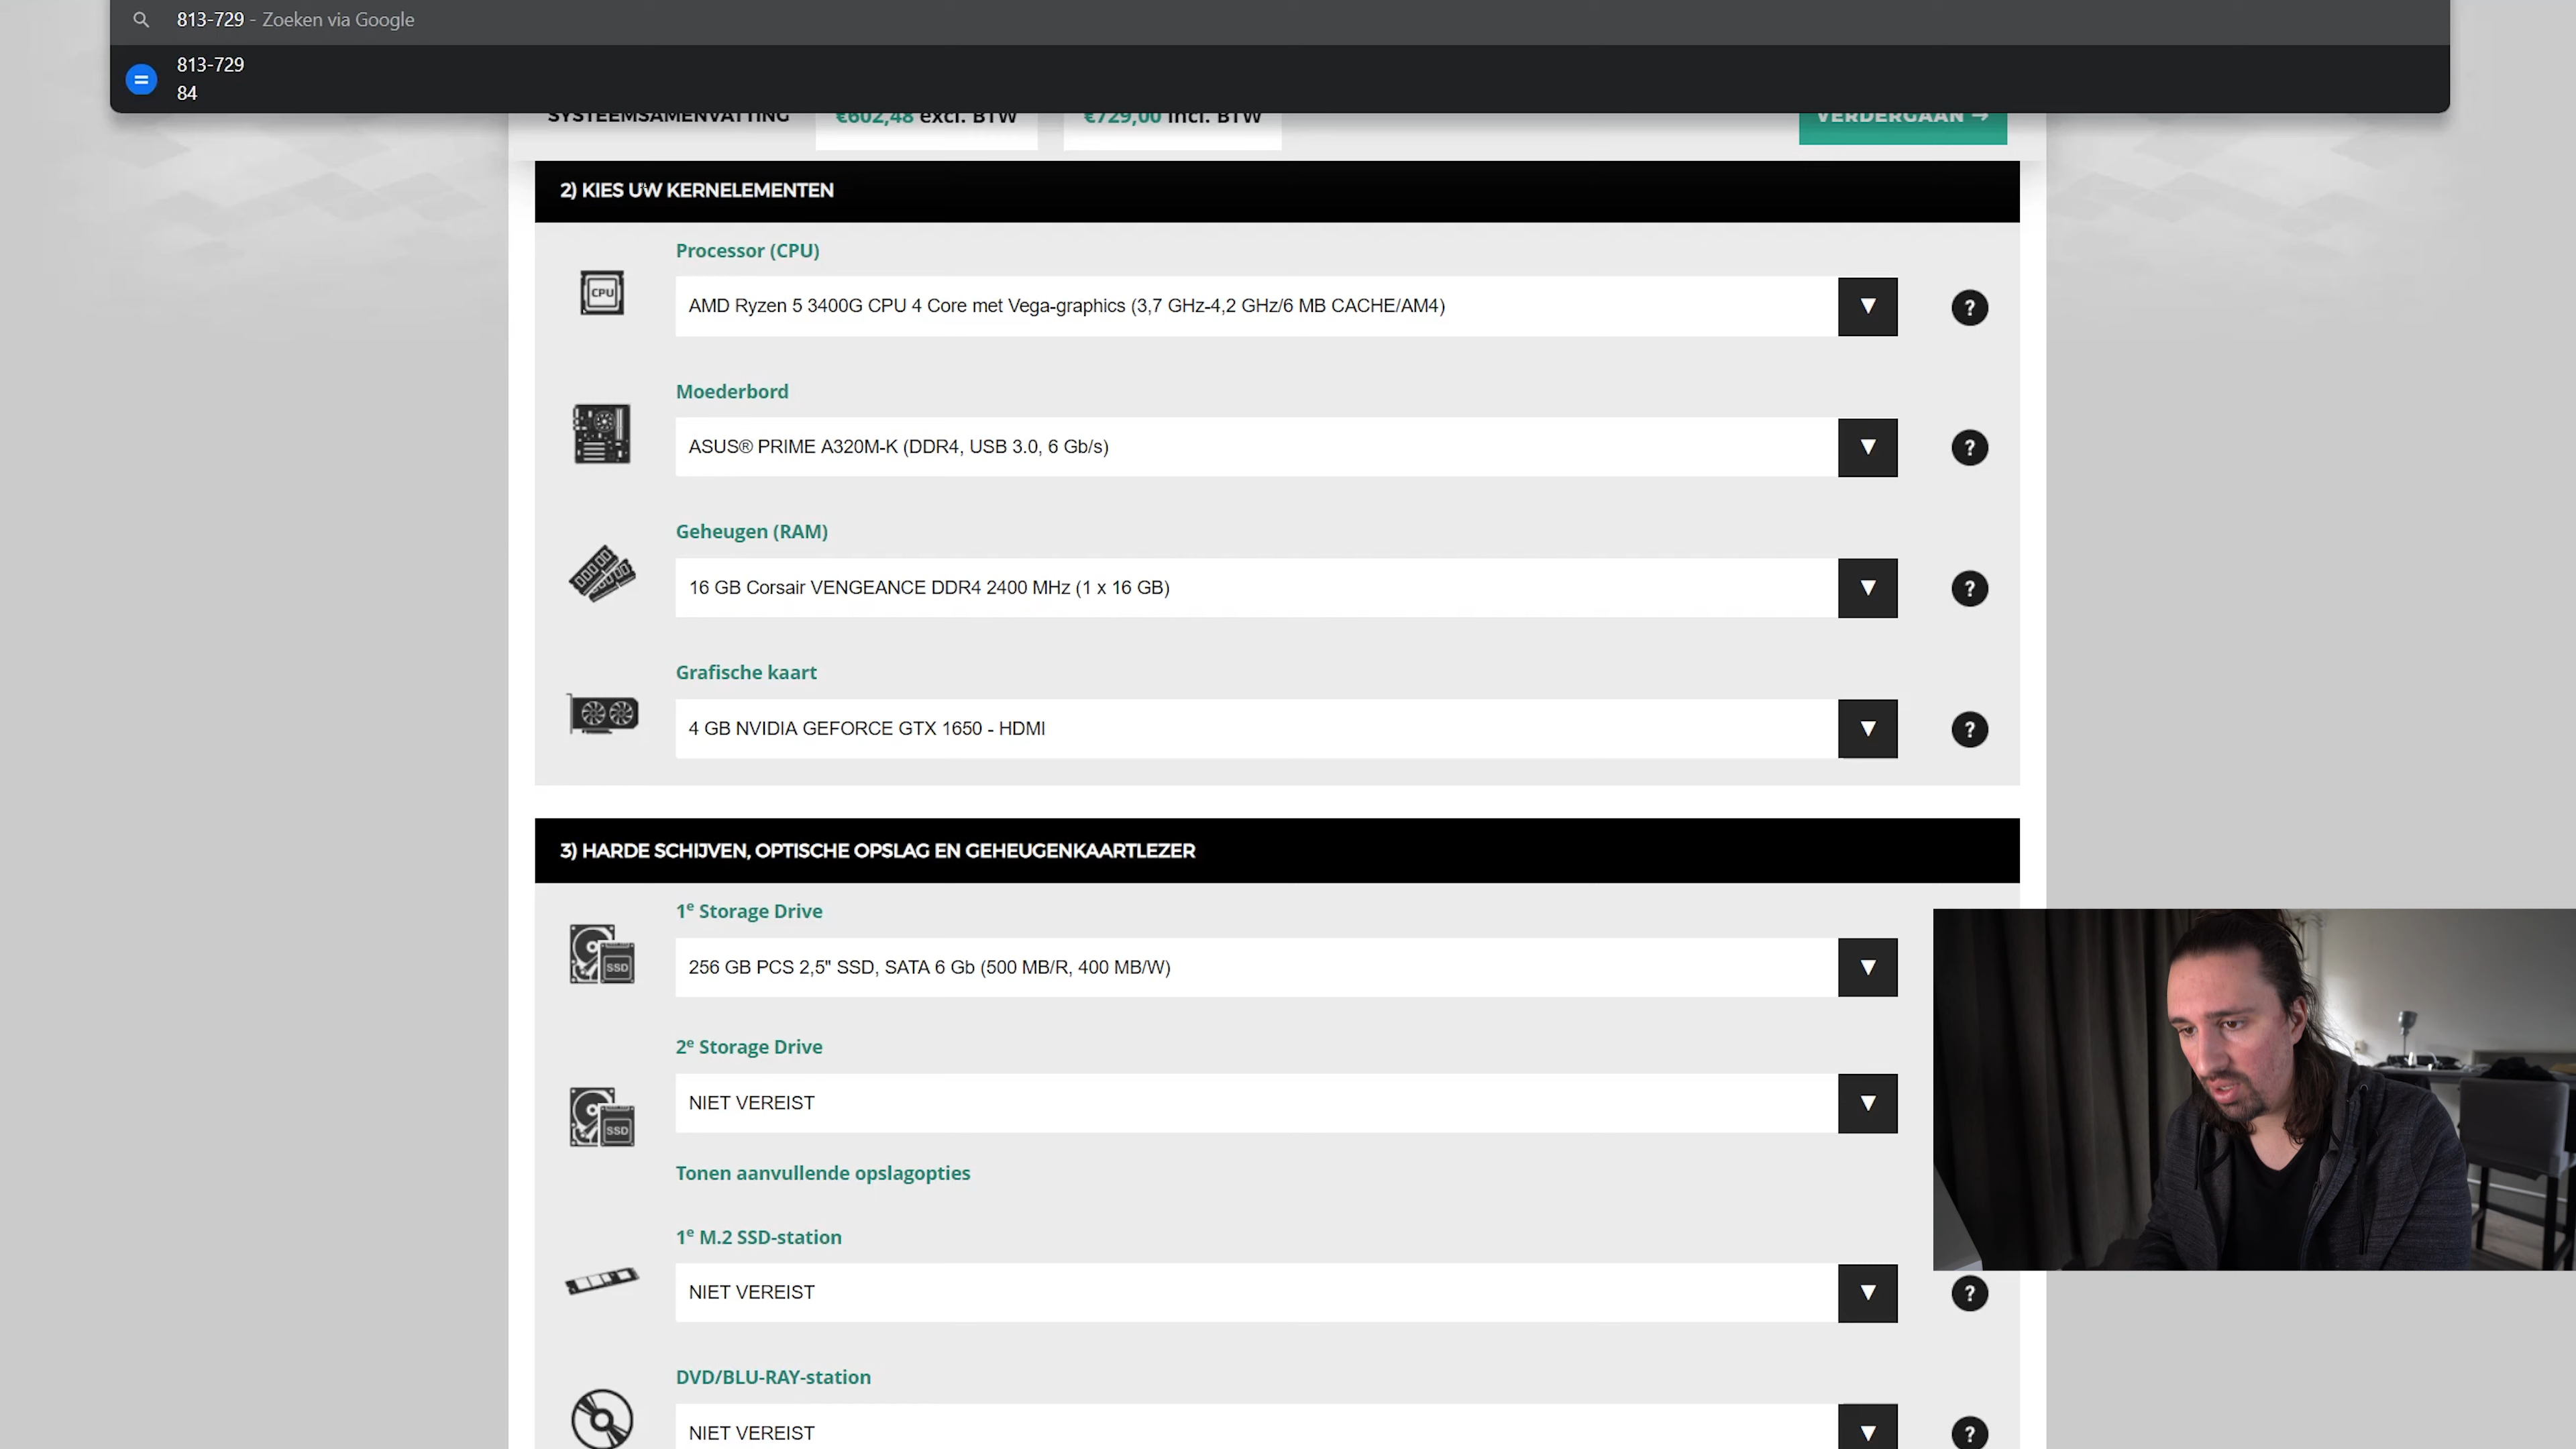 813-729 - Zoeken via Google
813-729
84
SYSTEEMSAMENVATTING €602,48 excl. BTW €729,00 incl. BTW VERDERGAAN →
2) KIES UW KERNELEMENTEN
Processor (CPU)
CPU
AMD Ryzen 5 3400G CPU 4 Core met Vega-graphics (3,7 GHz-4,2 GHz/6 MB CACHE/AM4) ▼ ?
Moederbord
ASUS® PRIME A320M-K (DDR4, USB 3.0, 6 Gb/s) ▼ ?
Geheugen (RAM)
16 GB Corsair VENGEANCE DDR4 2400 MHz (1 x 16 GB) ▼ ?
Grafische kaart
4 GB NVIDIA GEFORCE GTX 1650 - HDMI ▼ ?
3) HARDE SCHIJVEN, OPTISCHE OPSLAG EN GEHEUGENKAARTLEZER
1e Storage Drive
SSD
256 GB PCS 2,5" SSD, SATA 6 Gb (500 MB/R, 400 MB/W) ▼
2e Storage Drive
SSD
NIET VEREIST ▼
Tonen aanvullende opslagopties
1e M.2 SSD-station
NIET VEREIST ▼ ?
DVD/BLU-RAY-station
NIET VEREIST ▼ ?